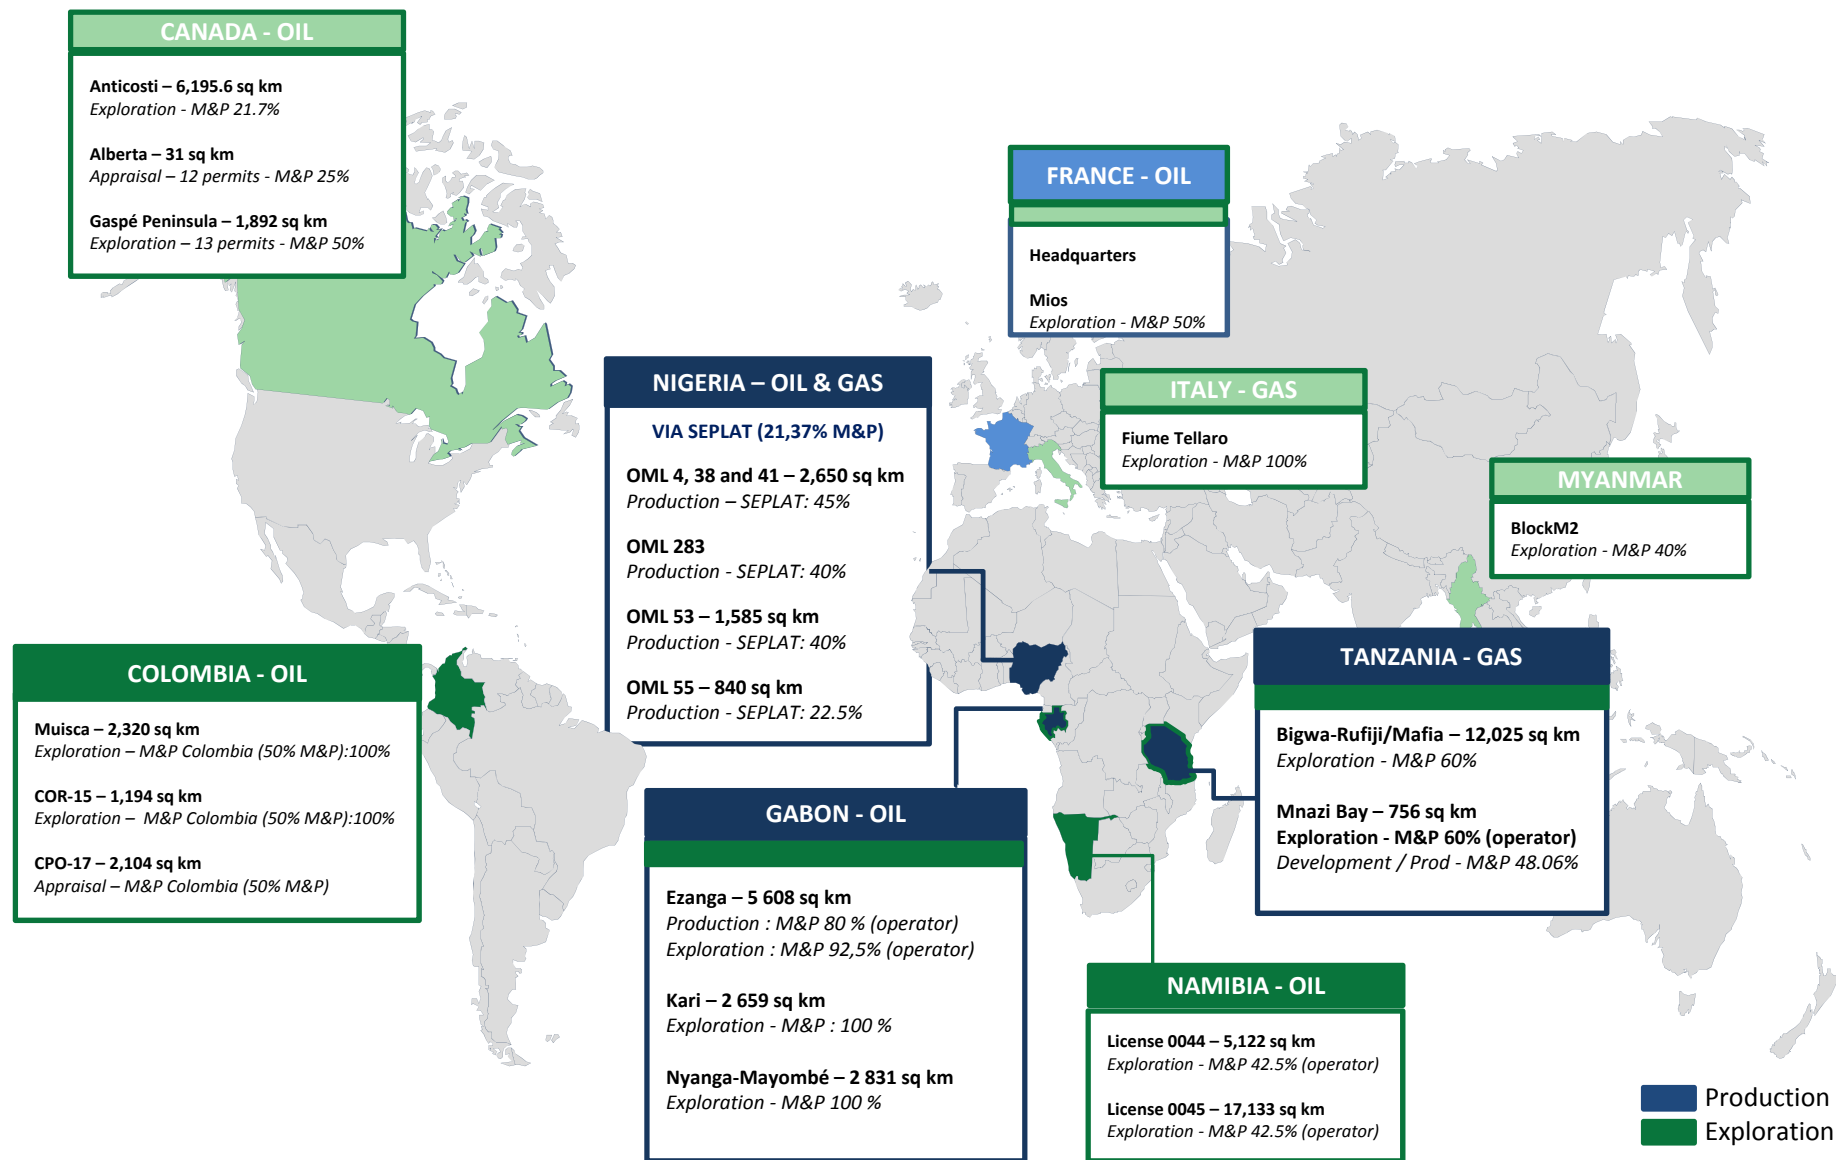 CANADA - OIL
Anticosti – 6,195.6 sq km
Exploration - M&P 21.7%
Alberta – 31 sq km
Appraisal – 12 permits - M&P 25%
Gaspé Peninsula – 1,892 sq km
Exploration – 13 permits - M&P 50%
FRANCE - OIL
Headquarters
Mios
Exploration - M&P 50%
NIGERIA – OIL & GAS
VIA SEPLAT (21,37% M&P)
OML 4, 38 and 41 – 2,650 sq km
Production – SEPLAT: 45%
OML 283
Production - SEPLAT: 40%
OML 53 – 1,585 sq km
Production - SEPLAT: 40%
OML 55 – 840 sq km
Production - SEPLAT: 22.5%
ITALY - GAS
Fiume Tellaro
Exploration - M&P 100%
MYANMAR
BlockM2
Exploration - M&P 40%
COLOMBIA - OIL
Muisca – 2,320 sq km
Exploration – M&P Colombia (50% M&P):100%
COR-15 – 1,194 sq km
Exploration – M&P Colombia (50% M&P):100%
CPO-17 – 2,104 sq km
Appraisal – M&P Colombia (50% M&P)
TANZANIA - GAS
Bigwa-Rufiji/Mafia – 12,025 sq km
Exploration - M&P 60%
Mnazi Bay – 756 sq km
Exploration - M&P 60% (operator)
Development / Prod - M&P 48.06%
GABON - OIL
Ezanga – 5 608 sq km
Production : M&P 80 % (operator)
Exploration : M&P 92,5% (operator)
Kari – 2 659 sq km
Exploration - M&P : 100 %
Nyanga-Mayombé – 2 831 sq km
Exploration - M&P 100 %
NAMIBIA - OIL
License 0044 – 5,122 sq km
Exploration - M&P 42.5% (operator)
License 0045 – 17,133 sq km
Exploration - M&P 42.5% (operator)
Production
Exploration